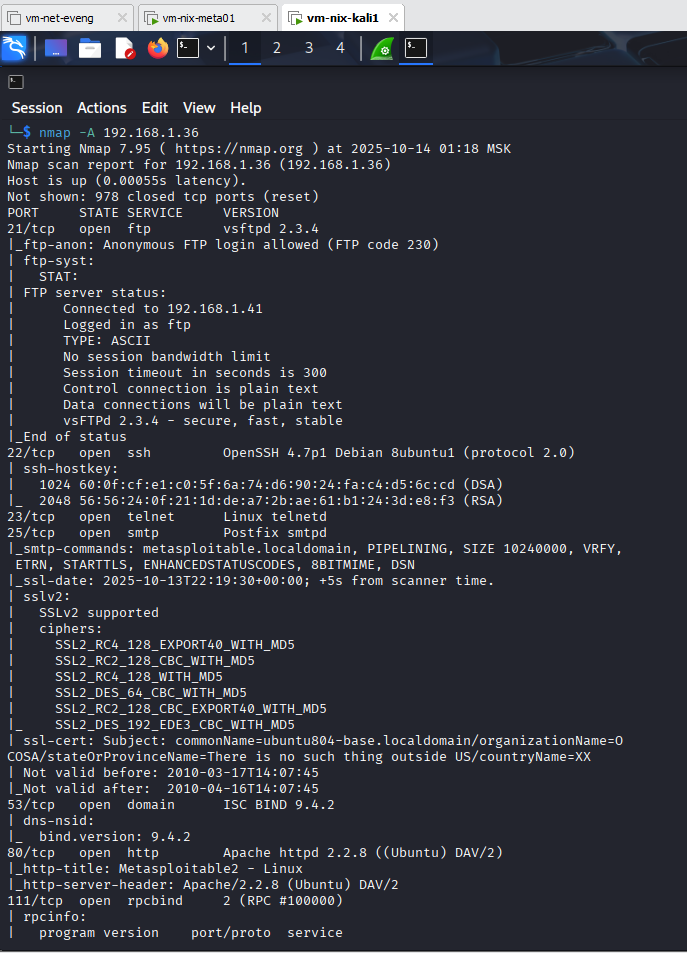 vm-net-eveng vm-nix-meta01 vm-nix-kali1
1 2 3 4
Session Actions Edit View Help
└─$ nmap -A 192.168.1.36
Starting Nmap 7.95 ( https://nmap.org ) at 2025-10-14 01:18 MSK
Nmap scan report for 192.168.1.36 (192.168.1.36)
Host is up (0.00055s latency).
Not shown: 978 closed tcp ports (reset)
PORT     STATE SERVICE     VERSION
21/tcp   open  ftp         vsftpd 2.3.4
|_ftp-anon: Anonymous FTP login allowed (FTP code 230)
| ftp-syst:
|   STAT:
| FTP server status:
|      Connected to 192.168.1.41
|      Logged in as ftp
|      TYPE: ASCII
|      No session bandwidth limit
|      Session timeout in seconds is 300
|      Control connection is plain text
|      Data connections will be plain text
|      vsFTPd 2.3.4 - secure, fast, stable
|_End of status
22/tcp   open  ssh         OpenSSH 4.7p1 Debian 8ubuntu1 (protocol 2.0)
| ssh-hostkey:
|   1024 60:0f:cf:e1:c0:5f:6a:74:d6:90:24:fa:c4:d5:6c:cd (DSA)
|_  2048 56:56:24:0f:21:1d:de:a7:2b:ae:61:b1:24:3d:e8:f3 (RSA)
23/tcp   open  telnet      Linux telnetd
25/tcp   open  smtp        Postfix smtpd
|_smtp-commands: metasploitable.localdomain, PIPELINING, SIZE 10240000, VRFY,
 ETRN, STARTTLS, ENHANCEDSTATUSCODES, 8BITMIME, DSN
|_ssl-date: 2025-10-13T22:19:30+00:00; +5s from scanner time.
| sslv2:
|   SSLv2 supported
|   ciphers:
|     SSL2_RC4_128_EXPORT40_WITH_MD5
|     SSL2_RC2_128_CBC_WITH_MD5
|     SSL2_RC4_128_WITH_MD5
|     SSL2_DES_64_CBC_WITH_MD5
|     SSL2_RC2_128_CBC_EXPORT40_WITH_MD5
|_    SSL2_DES_192_EDE3_CBC_WITH_MD5
| ssl-cert: Subject: commonName=ubuntu804-base.localdomain/organizationName=O
COSA/stateOrProvinceName=There is no such thing outside US/countryName=XX
| Not valid before: 2010-03-17T14:07:45
|_Not valid after:  2010-04-16T14:07:45
53/tcp   open  domain      ISC BIND 9.4.2
| dns-nsid:
|_  bind.version: 9.4.2
80/tcp   open  http        Apache httpd 2.2.8 ((Ubuntu) DAV/2)
|_http-title: Metasploitable2 - Linux
|_http-server-header: Apache/2.2.8 (Ubuntu) DAV/2
111/tcp  open  rpcbind     2 (RPC #100000)
| rpcinfo:
|   program version    port/proto  service